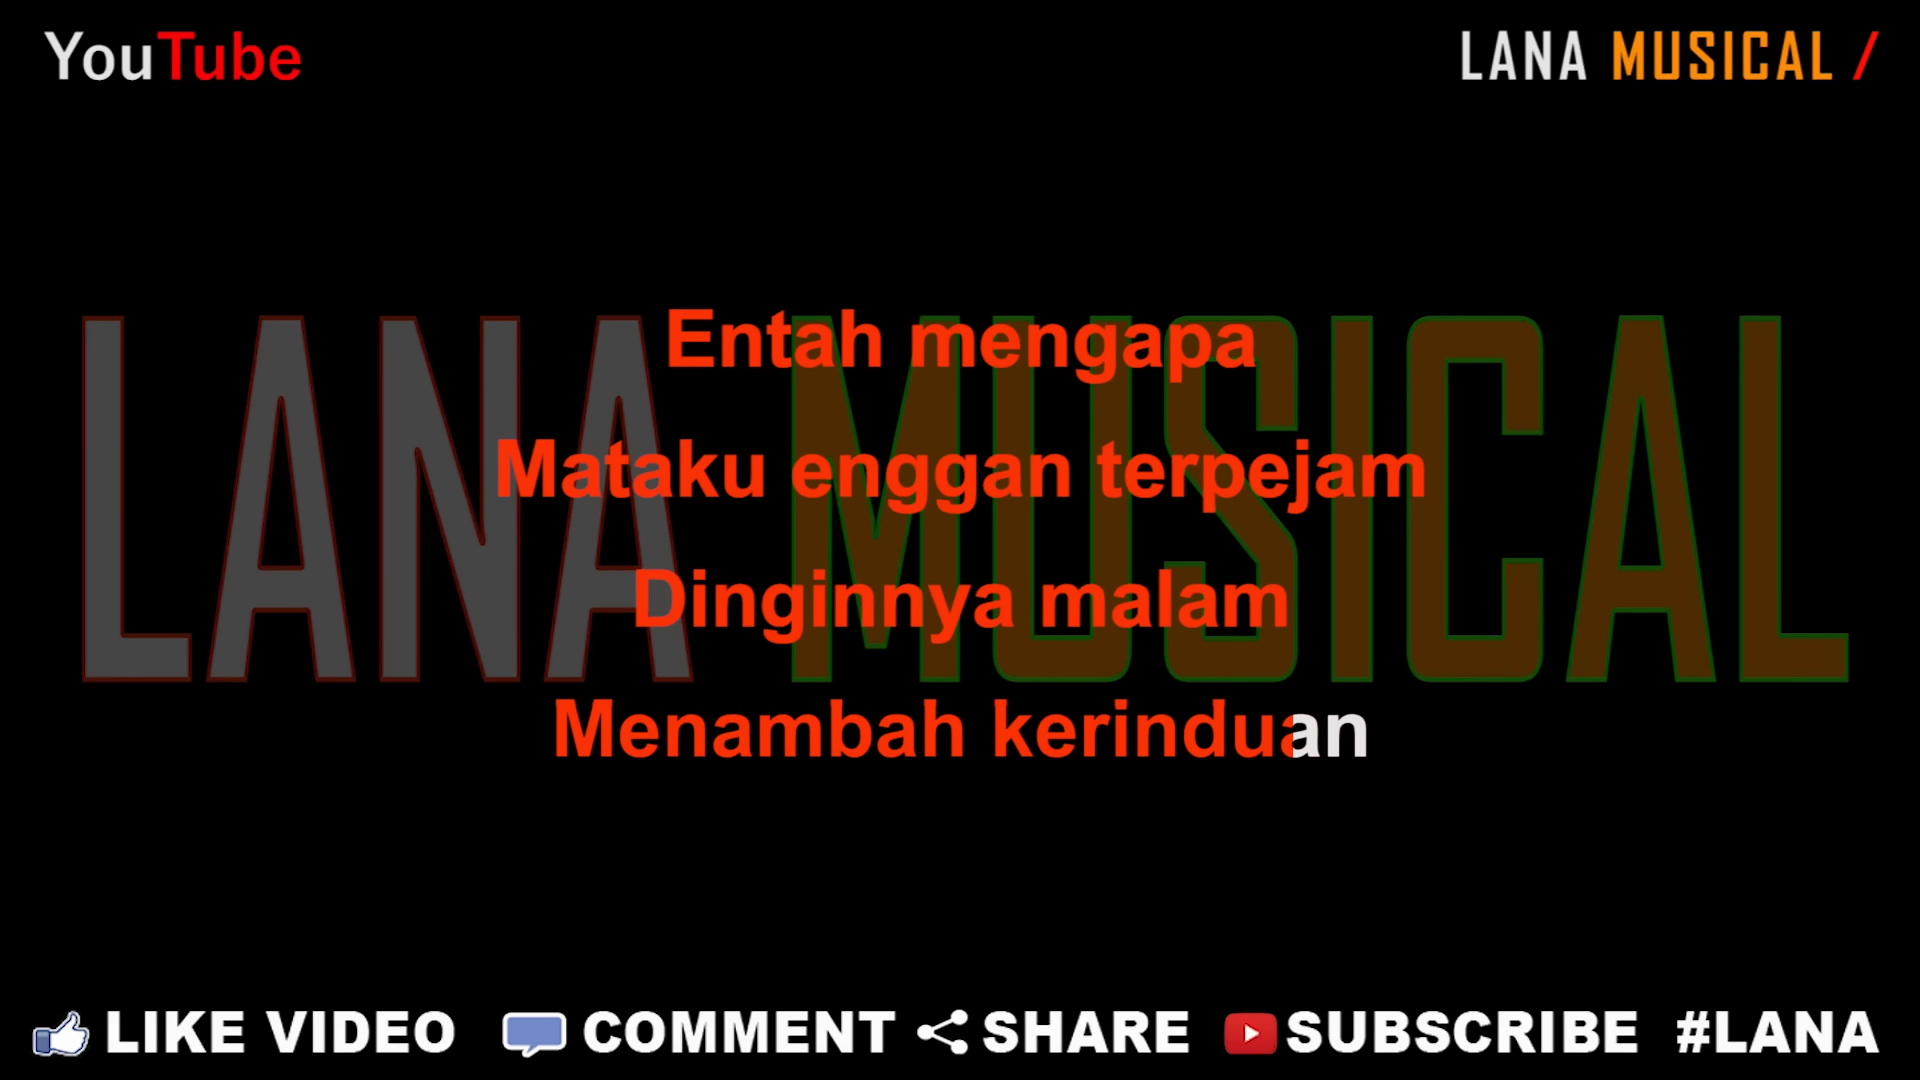 YouTube
LANA MUSICAL /
LANA MUSICAL
Entah mengapa
Mataku enggan terpejam
Dinginnya malam
Menambah kerinduan
LIKE VIDEO COMMENT SHARE SUBSCRIBE #LANA